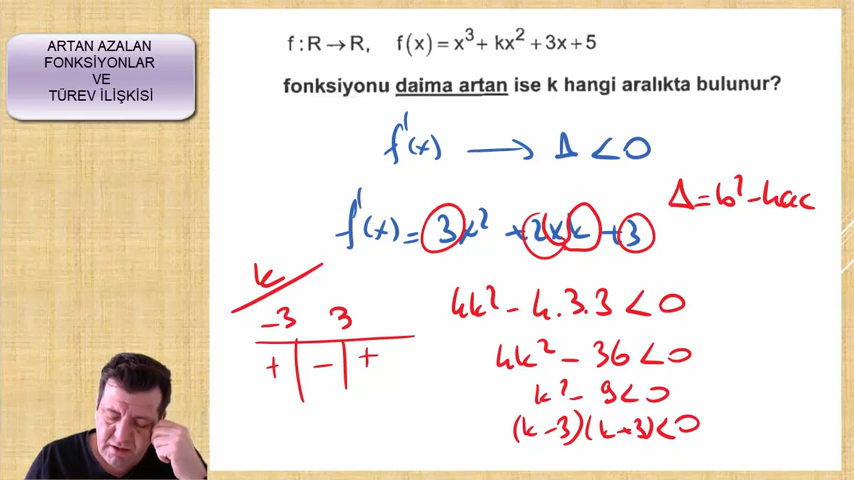 ARTAN AZALAN
FONKSİYONLAR
VE
TÜREV İLİŞKİSİ
f : R → R, f(x) = x³ + kx² + 3x + 5
fonksiyonu daima artan ise k hangi aralıkta bulunur?
f'(x) → Δ < 0
Δ = b² - 4ac
f'(x) = 3x² + 2xk + 3
k
-3 3
+ - +
4k² - 4.3.3 < 0
4k² - 36 < 0
k² - 9 < 0
(k-3)(k+3) < 0